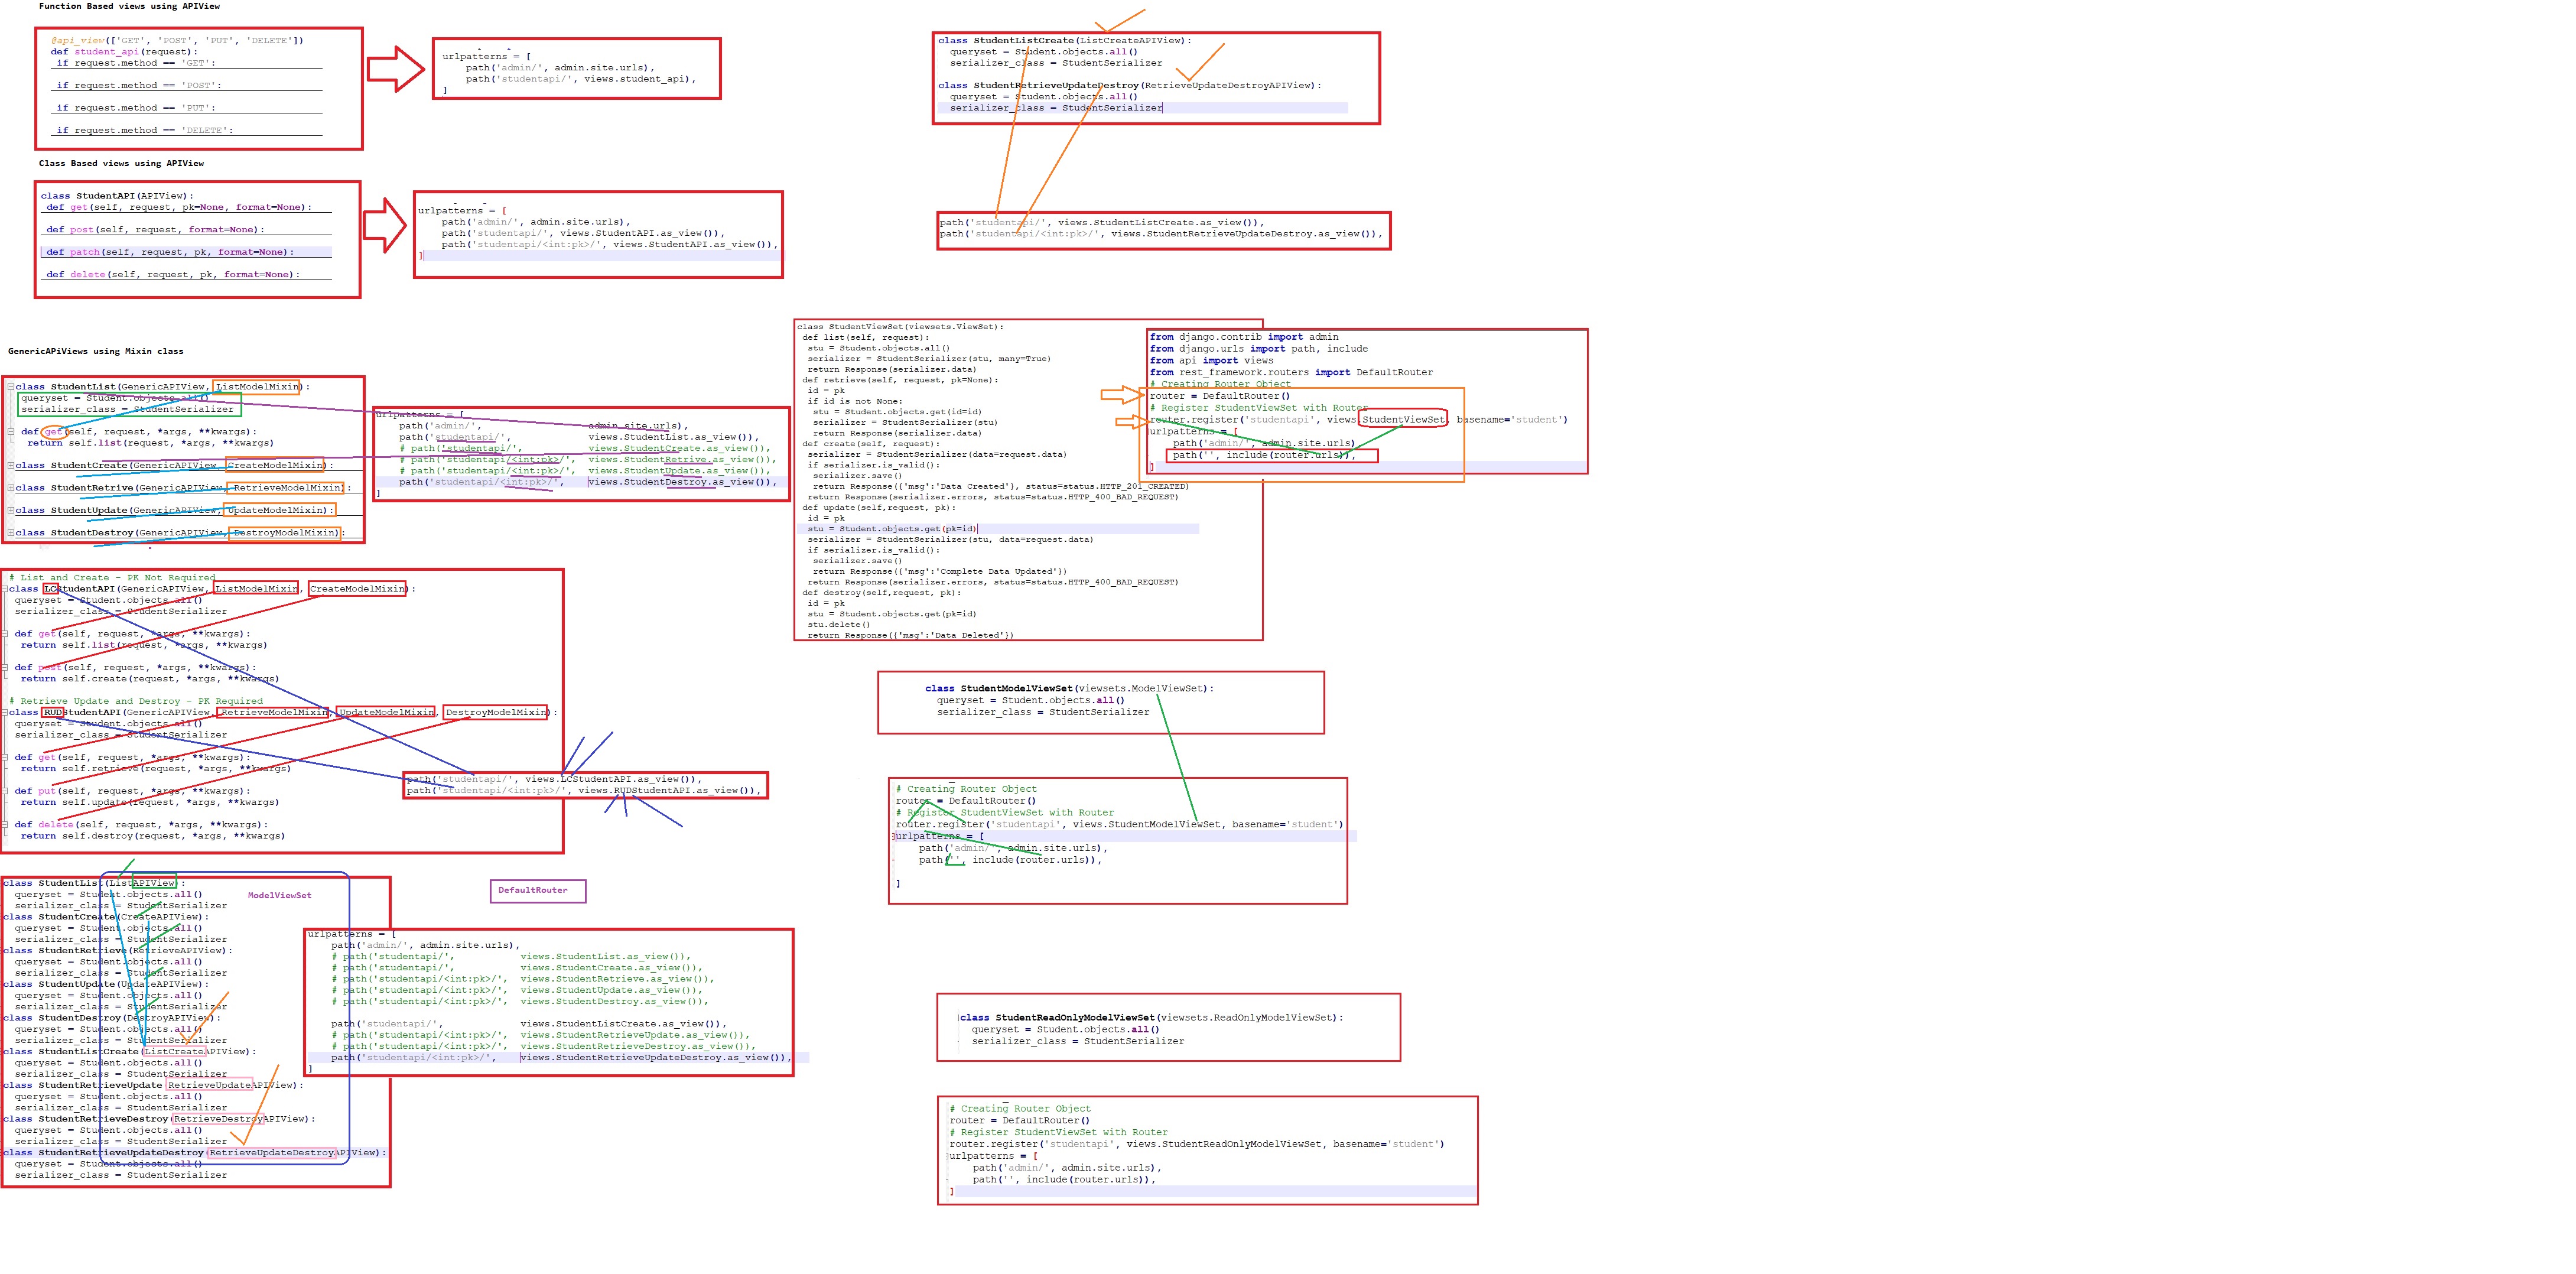 Function Based views using APIView
@api_view(['GET', 'POST', 'PUT', 'DELETE'])
def student_api(request):
if request.method == 'GET':
if request.method == 'POST':
if request.method == 'PUT':
if request.method == 'DELETE':
urlpatterns = [
path('admin/', admin.site.urls),
path('studentapi/', views.student_api),
]
Class Based views using APIView
class StudentAPI(APIView):
def get(self, request, pk=None, format=None):
def post(self, request, format=None):
def patch(self, request, pk, format=None):
def delete(self, request, pk, format=None):
urlpatterns = [
path('admin/', admin.site.urls),
path('studentapi/', views.StudentAPI.as_view()),
path('studentapi/<int:pk>/', views.StudentAPI.as_view()),
]
GenericAPiViews using Mixin class
class StudentList(GenericAPIView, ListModelMixin):
queryset = Student.objects.all()
serializer_class = StudentSerializer
def get(self, request, *args, **kwargs):
return self.list(request, *args, **kwargs)
class StudentCreate(GenericAPIView, CreateModelMixin):
class StudentRetrive(GenericAPIView, RetrieveModelMixin):
class StudentUpdate(GenericAPIView, UpdateModelMixin):
class StudentDestroy(GenericAPIView, DestroyModelMixin):
urlpatterns = [
path('admin/', admin.site.urls),
path('studentapi/', views.StudentList.as_view()),
# path('studentapi/', views.StudentCreate.as_view()),
# path('studentapi/<int:pk>/', views.StudentRetrive.as_view()),
# path('studentapi/<int:pk>/', views.StudentUpdate.as_view()),
path('studentapi/<int:pk>/', views.StudentDestroy.as_view()),
]
# List and Create - PK Not Required
class LCStudentAPI(GenericAPIView, ListModelMixin, CreateModelMixin):
queryset = Student.objects.all()
serializer_class = StudentSerializer
def get(self, request, *args, **kwargs):
return self.list(request, *args, **kwargs)
def post(self, request, *args, **kwargs):
return self.create(request, *args, **kwargs)
# Retrieve Update and Destroy - PK Required
class RUDStudentAPI(GenericAPIView, RetrieveModelMixin, UpdateModelMixin, DestroyModelMixin):
queryset = Student.objects.all()
serializer_class = StudentSerializer
def get(self, request, *args, **kwargs):
return self.retrieve(request, *args, **kwargs)
def put(self, request, *args, **kwargs):
return self.update(request, *args, **kwargs)
def delete(self, request, *args, **kwargs):
return self.destroy(request, *args, **kwargs)
path('studentapi/', views.LCStudentAPI.as_view()),
path('studentapi/<int:pk>/', views.RUDStudentAPI.as_view()),
class StudentList(ListAPIView):
queryset = Student.objects.all()
serializer_class = StudentSerializer
class StudentCreate(CreateAPIView):
queryset = Student.objects.all()
serializer_class = StudentSerializer
class StudentRetrieve(RetrieveAPIView):
queryset = Student.objects.all()
serializer_class = StudentSerializer
class StudentUpdate(UpdateAPIView):
queryset = Student.objects.all()
serializer_class = StudentSerializer
class StudentDestroy(DestroyAPIView):
queryset = Student.objects.all()
serializer_class = StudentSerializer
class StudentListCreate(ListCreateAPIView):
queryset = Student.objects.all()
serializer_class = StudentSerializer
class StudentRetrieveUpdate(RetrieveUpdateAPIView):
queryset = Student.objects.all()
serializer_class = StudentSerializer
class StudentRetrieveDestroy(RetrieveDestroyAPIView):
queryset = Student.objects.all()
serializer_class = StudentSerializer
class StudentRetrieveUpdateDestroy(RetrieveUpdateDestroyAPIView):
queryset = Student.objects.all()
serializer_class = StudentSerializer
ModelViewSet
DefaultRouter
urlpatterns = [
path('admin/', admin.site.urls),
# path('studentapi/', views.StudentList.as_view()),
# path('studentapi/', views.StudentCreate.as_view()),
# path('studentapi/<int:pk>/', views.StudentRetrieve.as_view()),
# path('studentapi/<int:pk>/', views.StudentUpdate.as_view()),
# path('studentapi/<int:pk>/', views.StudentDestroy.as_view()),
path('studentapi/', views.StudentListCreate.as_view()),
# path('studentapi/<int:pk>/', views.StudentRetrieveUpdate.as_view()),
# path('studentapi/<int:pk>/', views.StudentRetrieveDestroy.as_view()),
path('studentapi/<int:pk>/', views.StudentRetrieveUpdateDestroy.as_view()),
]
class StudentListCreate(ListCreateAPIView):
queryset = Student.objects.all()
serializer_class = StudentSerializer
class StudentRetrieveUpdateDestroy(RetrieveUpdateDestroyAPIView):
queryset = Student.objects.all()
serializer_class = StudentSerializer
path('studentapi/', views.StudentListCreate.as_view()),
path('studentapi/<int:pk>/', views.StudentRetrieveUpdateDestroy.as_view()),
class StudentViewSet(viewsets.ViewSet):
def list(self, request):
stu = Student.objects.all()
serializer = StudentSerializer(stu, many=True)
return Response(serializer.data)
def retrieve(self, request, pk=None):
id = pk
if id is not None:
stu = Student.objects.get(id=id)
serializer = StudentSerializer(stu)
return Response(serializer.data)
def create(self, request):
serializer = StudentSerializer(data=request.data)
if serializer.is_valid():
serializer.save()
return Response({'msg':'Data Created'}, status=status.HTTP_201_CREATED)
return Response(serializer.errors, status=status.HTTP_400_BAD_REQUEST)
def update(self,request, pk):
id = pk
stu = Student.objects.get(pk=id)
serializer = StudentSerializer(stu, data=request.data)
if serializer.is_valid():
serializer.save()
return Response({'msg':'Complete Data Updated'})
return Response(serializer.errors, status=status.HTTP_400_BAD_REQUEST)
def destroy(self,request, pk):
id = pk
stu = Student.objects.get(pk=id)
stu.delete()
return Response({'msg':'Data Deleted'})
from django.contrib import admin
from django.urls import path, include
from api import views
from rest_framework.routers import DefaultRouter
# Creating Router Object
router = DefaultRouter()
# Register StudentViewSet with Router
router.register('studentapi', views.StudentViewSet, basename='student')
urlpatterns = [
path('admin/', admin.site.urls),
path('', include(router.urls)),
]
class StudentModelViewSet(viewsets.ModelViewSet):
queryset = Student.objects.all()
serializer_class = StudentSerializer
# Creating Router Object
router = DefaultRouter()
# Register StudentViewSet with Router
router.register('studentapi', views.StudentModelViewSet, basename='student')
urlpatterns = [
path('admin/', admin.site.urls),
path('', include(router.urls)),
]
class StudentReadOnlyModelViewSet(viewsets.ReadOnlyModelViewSet):
queryset = Student.objects.all()
serializer_class = StudentSerializer
# Creating Router Object
router = DefaultRouter()
# Register StudentViewSet with Router
router.register('studentapi', views.StudentReadOnlyModelViewSet, basename='student')
urlpatterns = [
path('admin/', admin.site.urls),
path('', include(router.urls)),
]